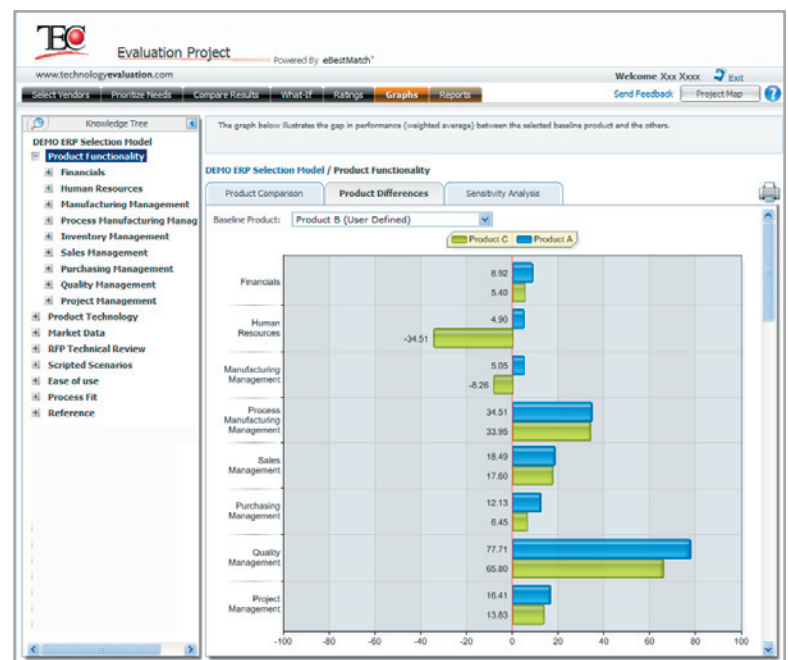 TEC
Evaluation Project
Powered By eBestMatch
www.technologyevaluation.com
Welcome Xxx Xxxx
Exit
Select Vendors
Prioritize Needs
Compare Results
What-If
Ratings
Graphs
Reports
Send Feedback
Project Map
?
Knowledge Tree
DEMO ERP Selection Model
Product Functionality
Financials
Human Resources
Manufacturing Management
Process Manufacturing Manag
Inventory Management
Sales Management
Purchasing Management
Quality Management
Project Management
Product Technology
Market Data
RFP Technical Review
Scripted Scenarios
Ease of use
Process Fit
Reference
The graph below illustrates the gap in performance (weighted average) between the selected baseline product and the others.
DEMO ERP Selection Model / Product Functionality
Product Comparison
Product Differences
Sensitivity Analysis
Baseline Product:
Product B (User Defined)
Product C
Product A
Financials
8.92
5.40
Human
Resources
4.90
-34.51
Manufacturing
Management
5.05
-8.26
Process
Manufacturing
Management
34.51
33.95
Sales
Management
18.49
17.60
Purchasing
Management
12.13
6.45
Quality
Management
77.71
65.80
Project
Management
16.41
13.83
-100 -80 -60 -40 -20 0 20 40 60 80 100